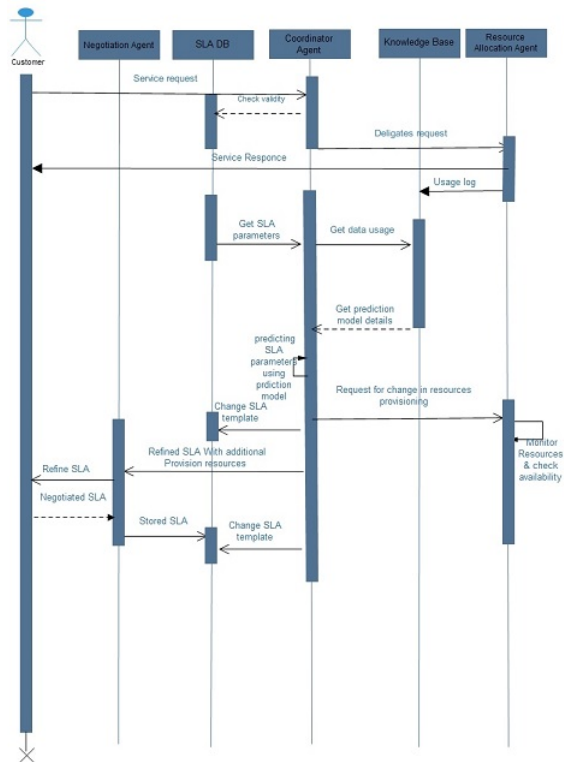 Customer
Negotiation Agent
SLA DB
Coordinator
Agent
Knowledge Base
Resource
Allocation Agent
Service request
Check validity
Deligates request
Service Responce
Usage log
Get SLA
parameters
Get data usage
Get prediction
model details
predicting
SLA
parameters
using
prdiction
model
Request for change in resources
provisioning
Change SLA
template
Monitor
Resources
& check
availability
Refined SLA With additional
Provision resources
Refine SLA
Negotiated SLA
Stored SLA
Change SLA
template